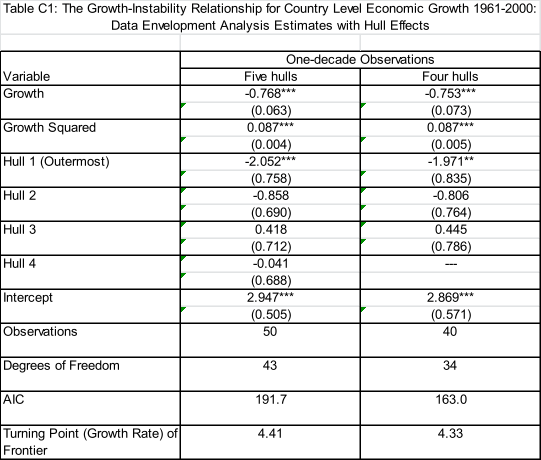 Table C1: The Growth-Instability Relationship for Country Level Economic Growth 1961-2000:
Data Envelopment Analysis Estimates with Hull Effects
One-decade Observations
Variable Five hulls Four hulls
Growth -0.768*** -0.753***
(0.063) (0.073)
Growth Squared 0.087*** 0.087***
(0.004) (0.005)
Hull 1 (Outermost) -2.052*** -1.971**
(0.758) (0.835)
Hull 2 -0.858 -0.806
(0.690) (0.764)
Hull 3 0.418 0.445
(0.712) (0.786)
Hull 4 -0.041 ---
(0.688)
Intercept 2.947*** 2.869***
(0.505) (0.571)
Observations 50 40
Degrees of Freedom 43 34
AIC 191.7 163.0
Turning Point (Growth Rate) of 4.41 4.33
Frontier